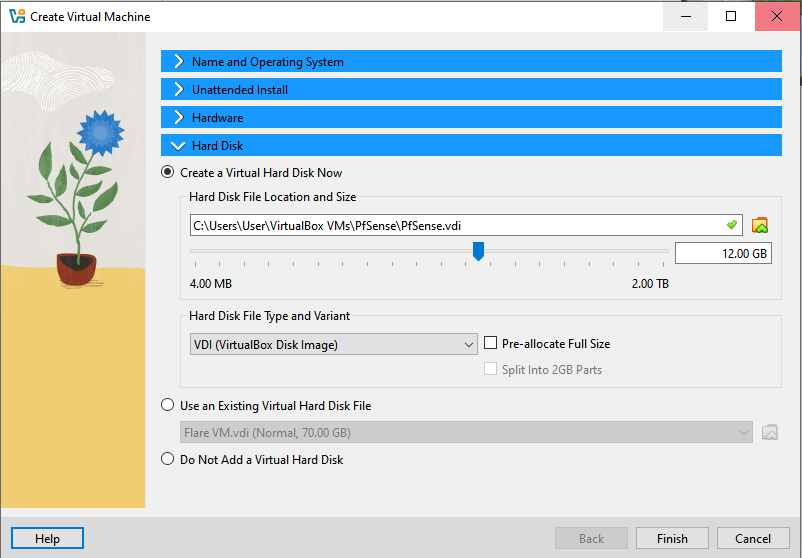 Create Virtual Machine
Name and Operating System
Unattended Install
Hardware
Hard Disk
Create a Virtual Hard Disk Now
Hard Disk File Location and Size
C:\Users\User\VirtualBox VMs\PfSense\PfSense.vdi
12.00 GB
4.00 MB 2.00 TB
Hard Disk File Type and Variant
VDI (VirtualBox Disk Image) Pre-allocate Full Size
Split Into 2GB Parts
Use an Existing Virtual Hard Disk File
Flare VM.vdi (Normal, 70.00 GB)
Do Not Add a Virtual Hard Disk
Help Back Finish Cancel